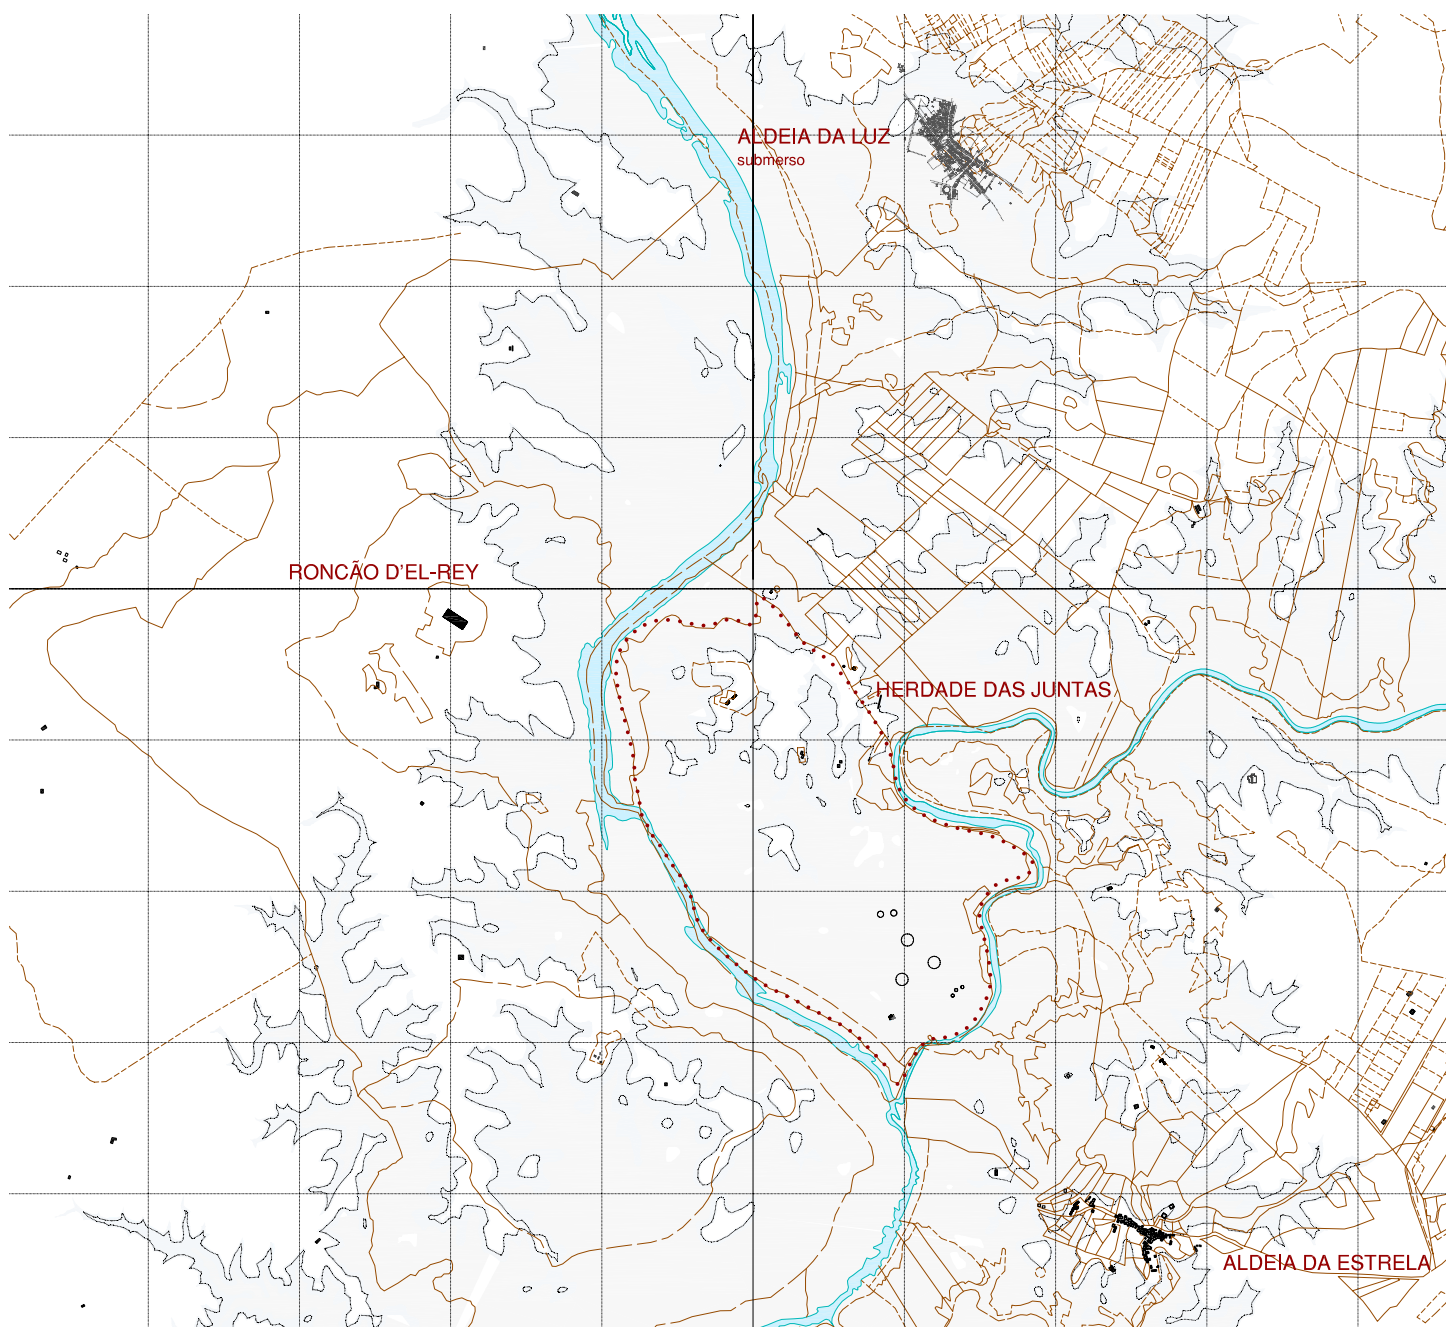 ALDEIA DA LUZ
submerso
RONCÃO D'EL-REY
HERDADE DAS JUNTAS
ALDEIA DA ESTRELA